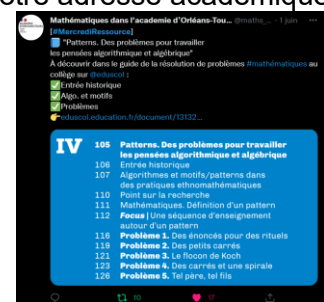 otre adresse académique
Mathématiques dans l'academie d'Orléans-Tou... @maths_... · 1 juin
[#MercrediRessource]
"Patterns. Des problèmes pour travailler
les pensées algorithmique et algébrique"
À découvrir dans le guide de la résolution de problèmes #mathématiques au
collège sur @eduscol :
✅Entrée historique
✅Algo. et motifs
✅Problèmes
👉eduscol.education.fr/document/13132...
IV 105 Patterns. Des problèmes pour travailler
les pensées algorithmique et algébrique
106 Entrée historique
107 Algorithmes et motifs/patterns dans
des pratiques ethnomathématiques
110 Point sur la recherche
111 Mathématiques. Définition d'un pattern
112 Focus | Une séquence d'enseignement
autour d'un pattern
116 Problème 1. Des énoncés pour des rituels
119 Problème 2. Des petits carrés
121 Problème 3. Le flocon de Koch
123 Problème 4. Des carrés et une spirale
126 Problème 5. Tel père, tel fils
10 17